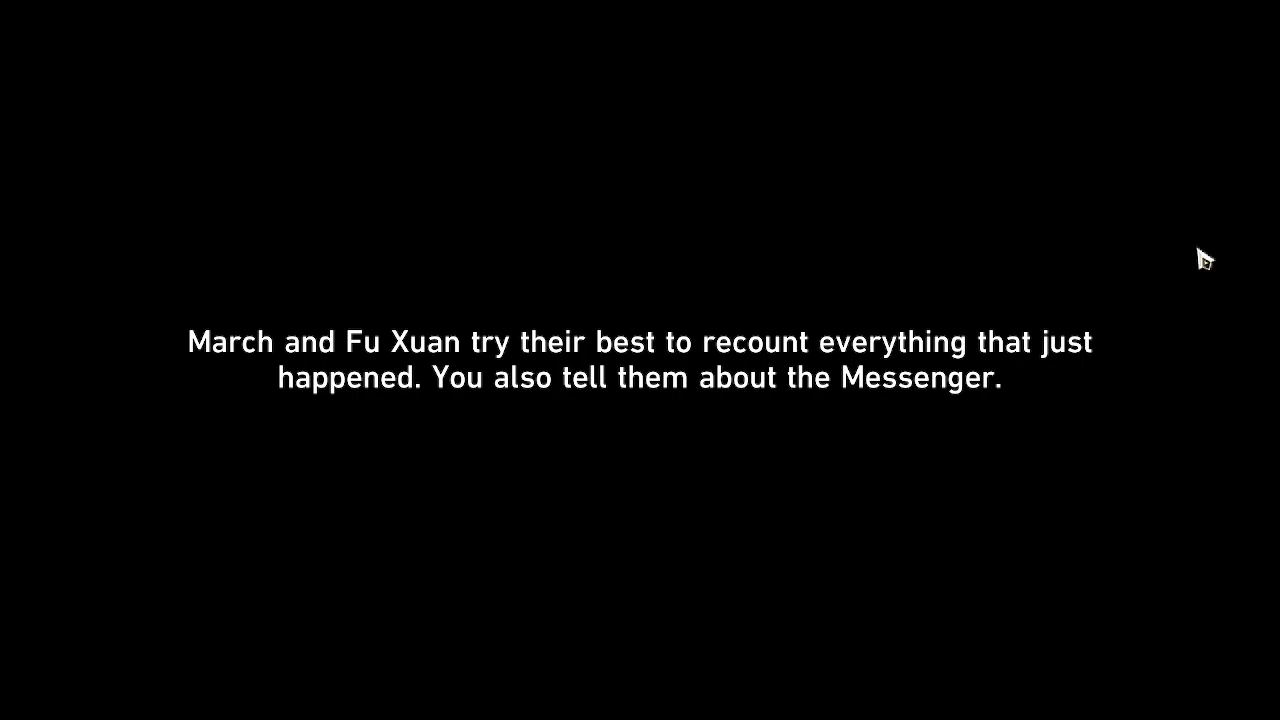 March and Fu Xuan try their best to recount everything that just
happened. You also tell them about the Messenger.